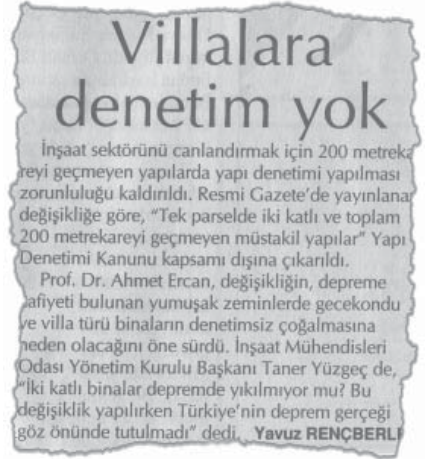 Villalara
denetim yok
İnşaat sektörünü canlandırmak için 200 metreka
reyi geçmeyen yapılarda yapı denetimi yapılması
zorunluluğu kaldırıldı. Resmi Gazete'de yayınlana
değişikliğe göre, "Tek parselde iki katlı ve toplam
200 metrekareyi geçmeyen müstakil yapılar" Yapı
Denetimi Kanunu kapsamı dışına çıkarıldı.
Prof. Dr. Ahmet Ercan, değişikliğin, depreme
afiyeti bulunan yumuşak zeminlerde gecekondu
ve villa türü binaların denetimsiz çoğalmasına
neden olacağını öne sürdü. İnşaat Mühendisleri
Odası Yönetim Kurulu Başkanı Taner Yüzgeç de,
"İki katlı binalar depremde yıkılmıyor mu? Bu
değişiklik yapılırken Türkiye'nin deprem gerçeği
göz önünde tutulmadı" dedi. Yavuz RENÇBERLİ